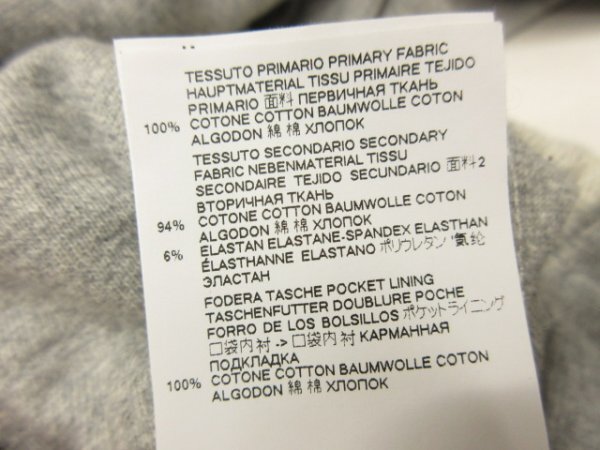 TESSUTO PRIMARIO PRIMARY FABRIC
HAUPTMATERIAL TISSU PRIMAIRE TEJIDO
PRIMARIO 面料 ПЕРВИЧНАЯ ТКАНЬ
100% COTONE COTTON BAUMWOLLE COTON
ALGODON 綿 棉 ХЛОПОК
TESSUTO SECONDARIO SECONDARY
FABRIC NEBENMATERIAL TISSU
SECONDAIRE TEJIDO SECUNDARIO 面料2
ВТОРИЧНАЯ ТКАНЬ
94% COTONE COTTON BAUMWOLLE COTON
ALGODON 綿 棉 ХЛОПОК
6% ELASTAN ELASTANE-SPANDEX ELASTHAN
ÉLASTHANNE ELASTANO ポリウレタン '氨纶
ЭЛАСТАН
FODERA TASCHE POCKET LINING
TASCHENFUTTER DOUBLURE POCHE
FORRO DE LOS BOLSILLOS ポケットライニング
口袋内衬 -> 口袋内衬 КАРМАННАЯ
ПОДКЛАДКА
100% COTONE COTTON BAUMWOLLE COTON
ALGODON 綿 棉 ХЛОПОК